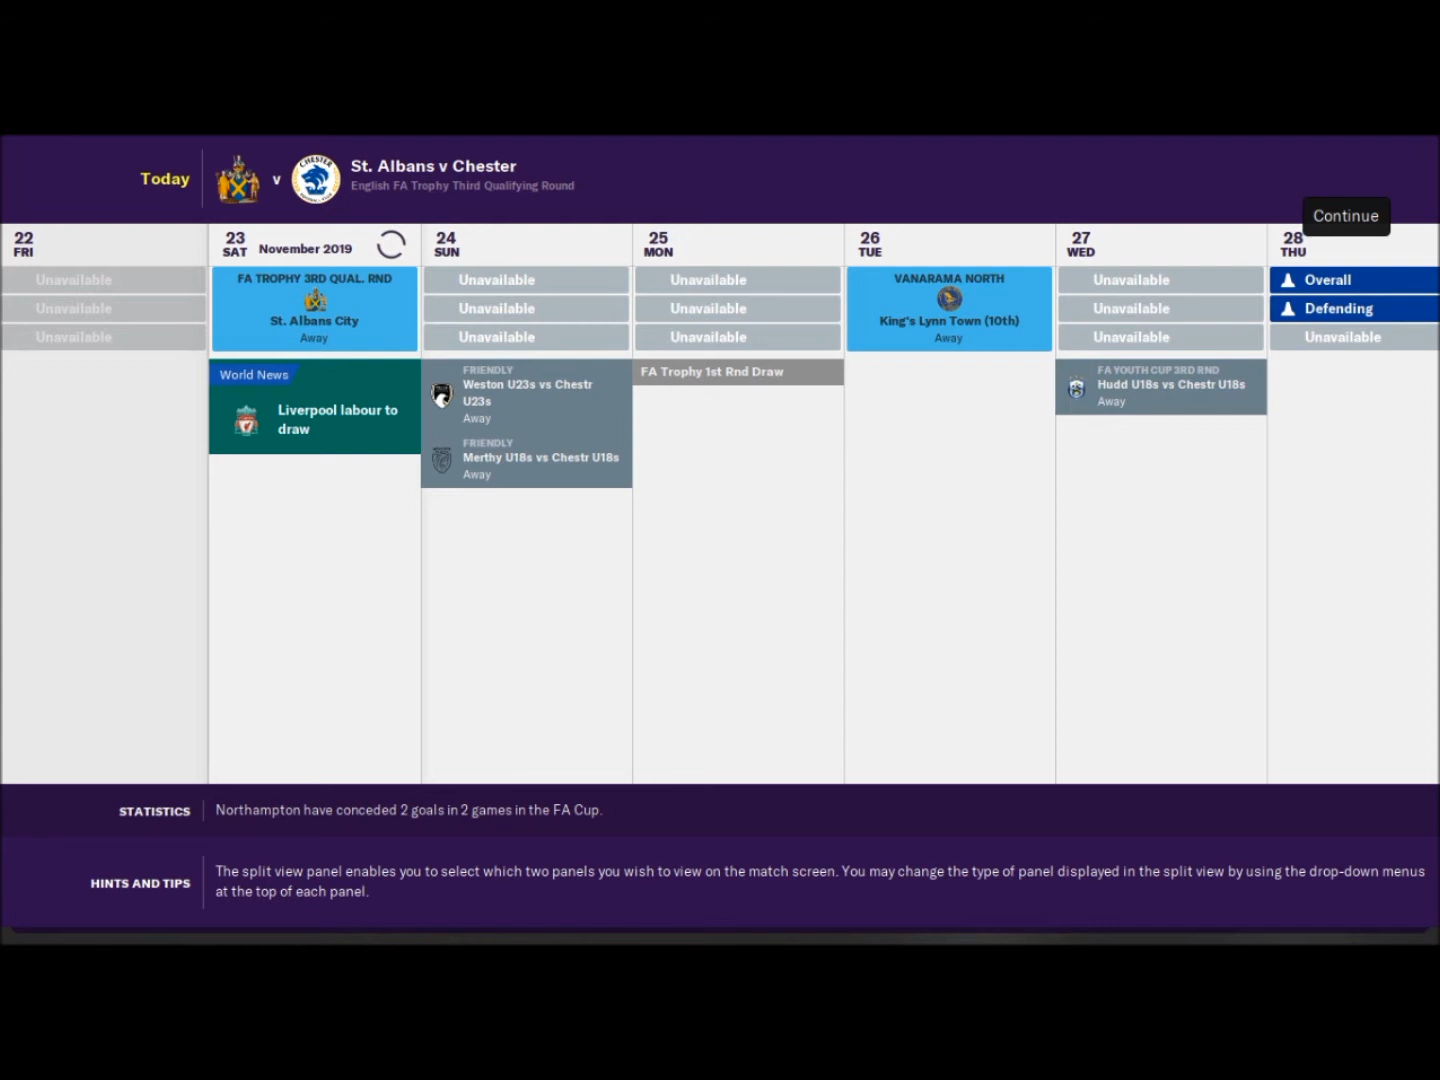 Today
v
St. Albans v Chester
English FA Trophy Third Qualifying Round
Continue
22
FRI
23
SAT November 2019
24
SUN
25
MON
26
TUE
27
WED
28
THU
Unavailable
Unavailable
Unavailable
FA TROPHY 3RD QUAL. RND
St. Albans City
Away
World News
Liverpool labour to
draw
Unavailable
Unavailable
Unavailable
FRIENDLY
Weston U23s vs Chestr
U23s
Away
FRIENDLY
Merthy U18s vs Chestr U18s
Away
Unavailable
Unavailable
Unavailable
FA Trophy 1st Rnd Draw
VANARAMA NORTH
King's Lynn Town (10th)
Away
Unavailable
Unavailable
Unavailable
FA YOUTH CUP 3RD RND
Hudd U18s vs Chestr U18s
Away
Overall
Defending
Unavailable
STATISTICS
Northampton have conceded 2 goals in 2 games in the FA Cup.
HINTS AND TIPS
The split view panel enables you to select which two panels you wish to view on the match screen. You may change the type of panel displayed in the split view by using the drop-down menus
at the top of each panel.